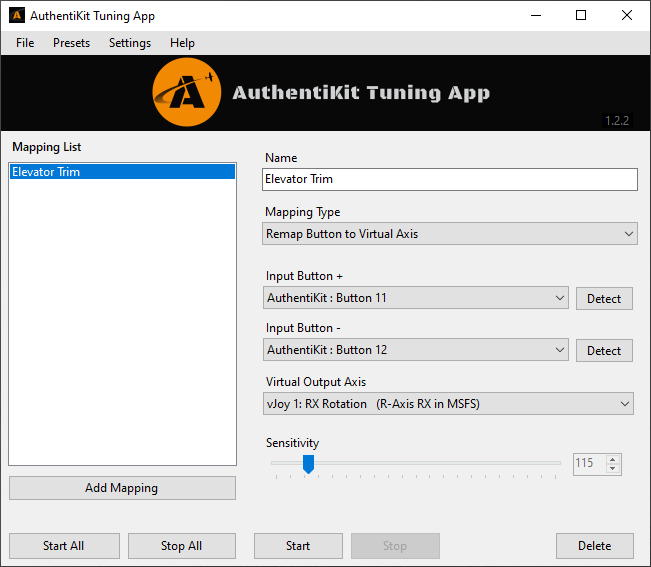 AuthentiKit Tuning App
File Presets Settings Help
A AuthentiKit Tuning App
1.2.2
Mapping List
Elevator Trim
Add Mapping
Name
Elevator Trim
Mapping Type
Remap Button to Virtual Axis
Input Button +
AuthentiKit : Button 11 Detect
Input Button -
AuthentiKit : Button 12 Detect
Virtual Output Axis
vJoy 1: RX Rotation (R-Axis RX in MSFS)
Sensitivity
115
Start All Stop All Start Stop Delete